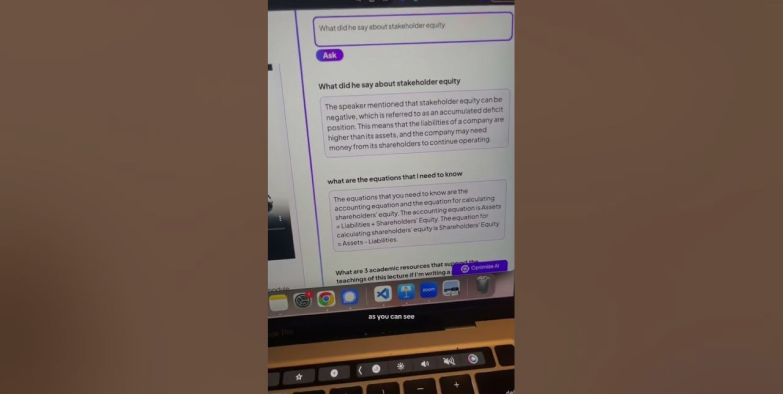 What did he say about stakeholder equity
Ask
What did he say about stakeholder equity
The speaker mentioned that stakeholder equity can be
negative, which is referred to as an accumulated deficit
position. This means that the liabilities of a company are
higher than its assets, and the company may need
money from its shareholders to continue operating.
what are the equations that I need to know
The equations that you need to know are the
accounting equation and the equation for calculating
shareholders' equity. The accounting equation is Assets
= Liabilities + Shareholders' Equity. The equation for
calculating shareholders' equity is Shareholders' Equity
= Assets - Liabilities.
What are 3 academic resources that support the
teachings of this lecture if I'm writing a
zoom
as you can see